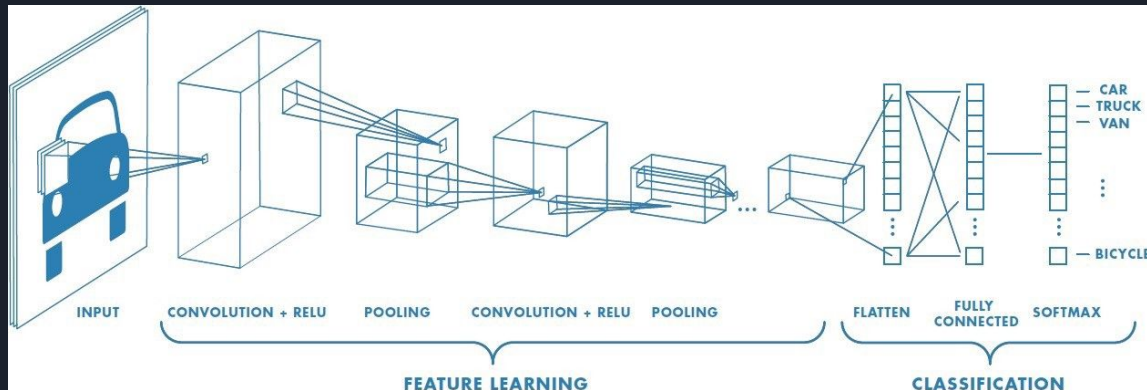 CAR
TRUCK
VAN
BICYCLE
INPUT
CONVOLUTION + RELU
POOLING
CONVOLUTION + RELU
POOLING
FLATTEN
FULLY
CONNECTED
SOFTMAX
FEATURE LEARNING
CLASSIFICATION